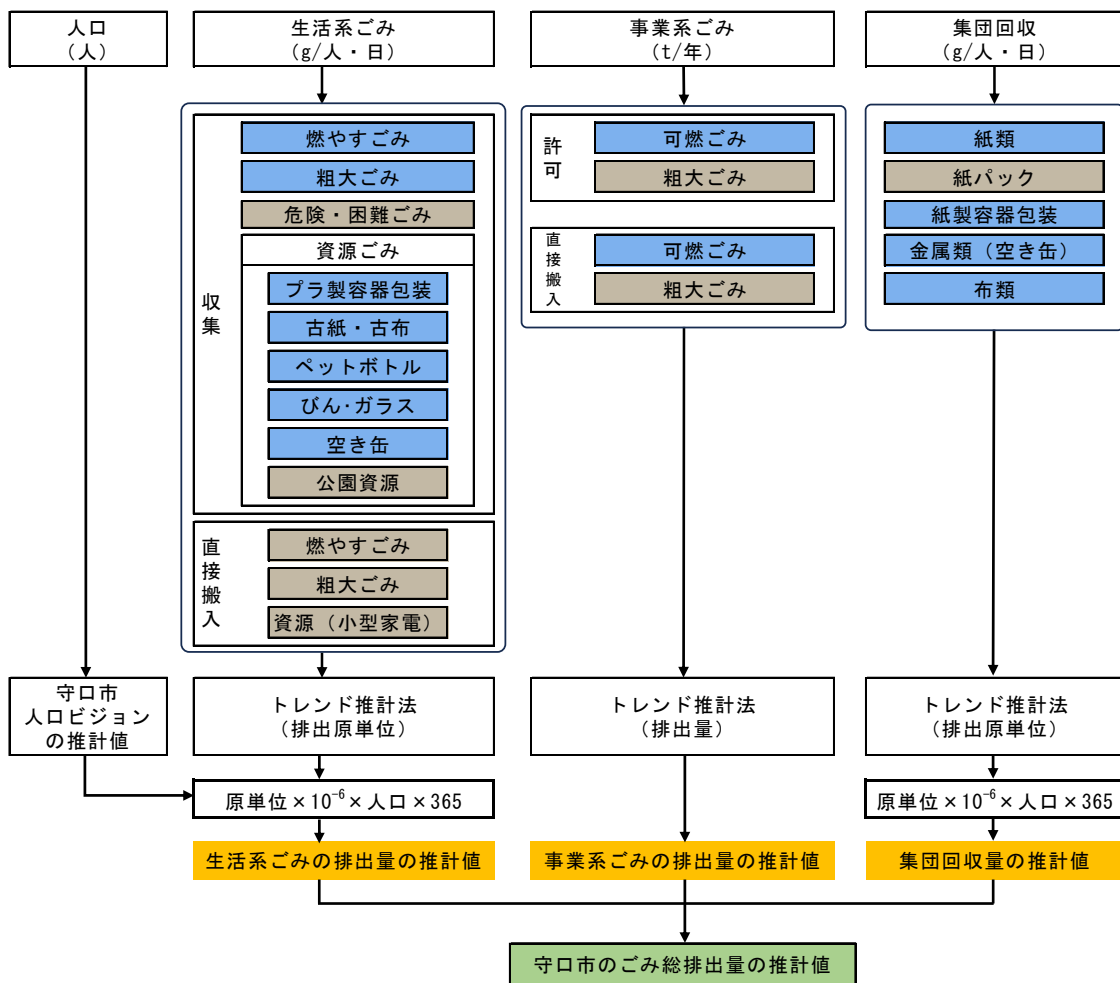 人口
（人）
生活系ごみ
（g/人・日）
事業系ごみ
（t/年）
集団回収
（g/人・日）
収集
燃やすごみ
粗大ごみ
危険・困難ごみ
資源ごみ
プラ製容器包装
古紙・古布
ペットボトル
びん･ガラス
空き缶
公園資源
直接搬入
燃やすごみ
粗大ごみ
資源（小型家電）
許可
可燃ごみ
粗大ごみ
直接搬入
可燃ごみ
粗大ごみ
紙類
紙パック
紙製容器包装
金属類（空き缶）
布類
守口市
人口ビジョン
の推計値
トレンド推計法
（排出原単位）
トレンド推計法
（排出量）
トレンド推計法
（排出原単位）
原単位×10⁻⁶×人口×365
原単位×10⁻⁶×人口×365
生活系ごみの排出量の推計値
事業系ごみの排出量の推計値
集団回収量の推計値
守口市のごみ総排出量の推計値